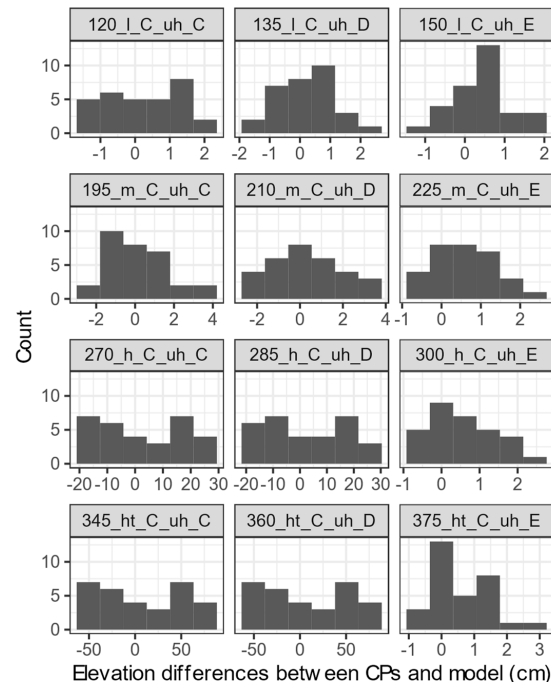 120_l_C_uh_C 135_l_C_uh_D 150_l_C_uh_E
10
5
0
-1 0 1 2 -2 -1 0 1 2 -1 0 1 2
195_m_C_uh_C 210_m_C_uh_D 225_m_C_uh_E
10
5
0
-2 0 2 4 -2 0 2 4 -1 0 1 2
Count
270_h_C_uh_C 285_h_C_uh_D 300_h_C_uh_E
10
5
0
-20 -10 0 10 20 30 -20 -10 0 10 20 30 -1 0 1 2
345_ht_C_uh_C 360_ht_C_uh_D 375_ht_C_uh_E
10
5
0
-50 0 50 -50 0 50 -1 0 1 2 3
Elevation differences between CPs and model (cm)